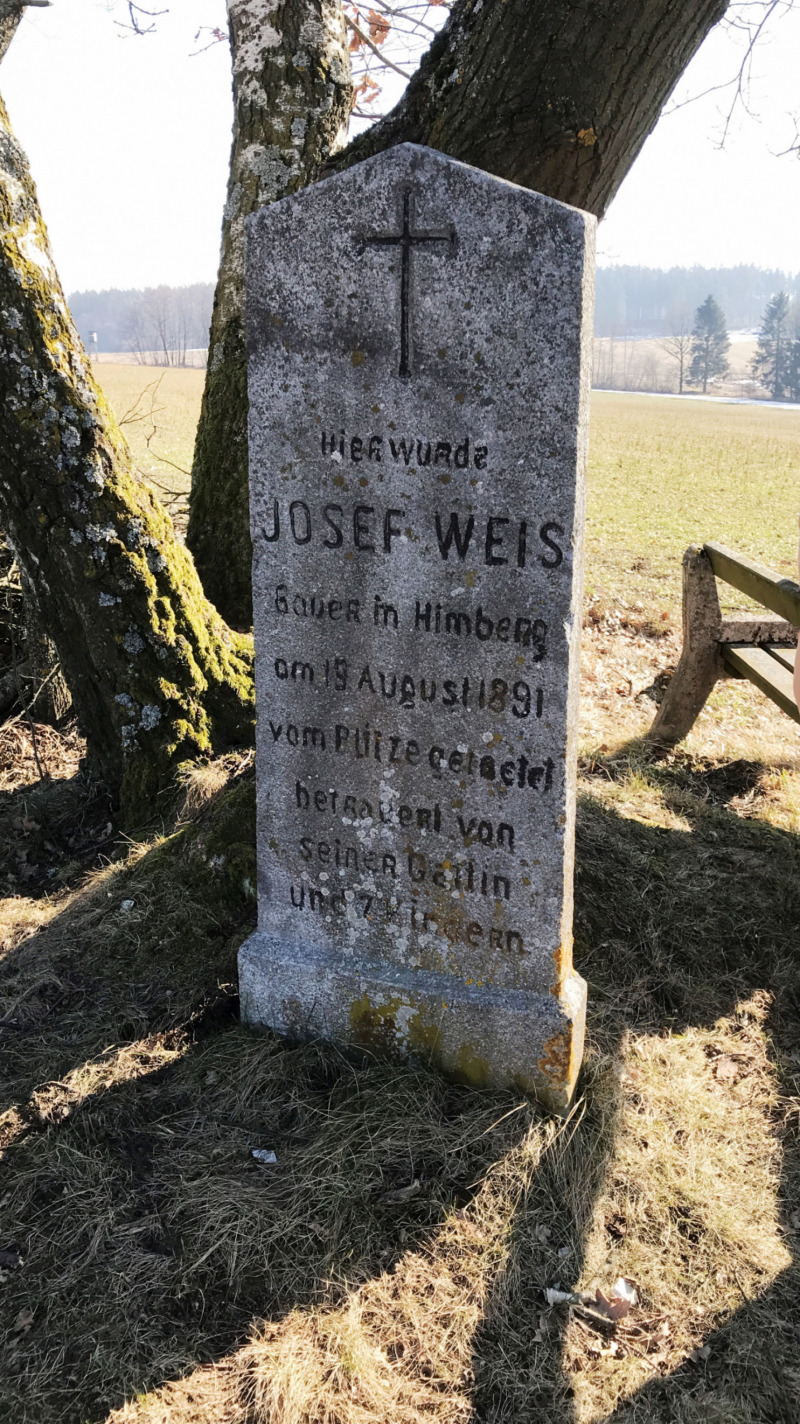 Hier wurde
JOSEF WEIS
Bauer in Himberg
am 19 August 1891
vom Blitze getoetet
betrauert von
seiner Gattin
und 7 Kindern